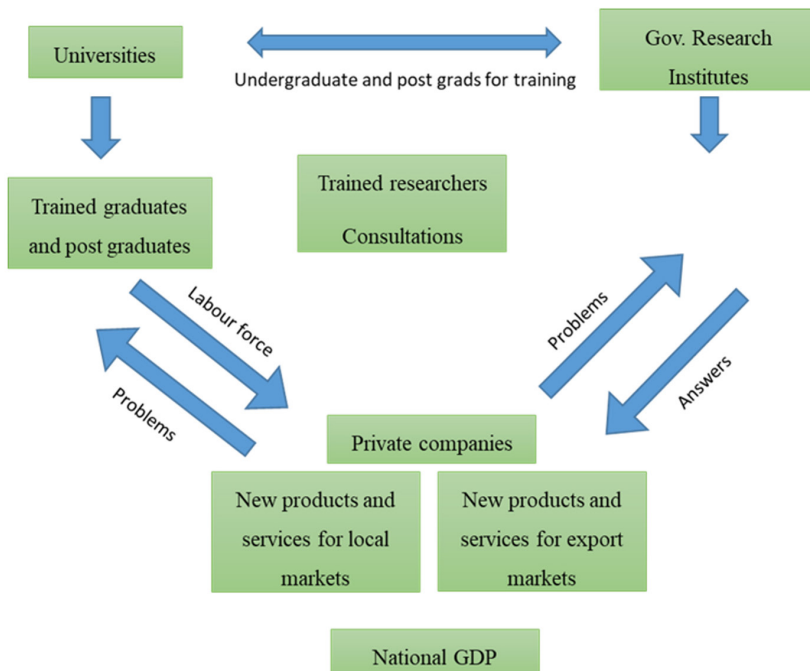 Universities
Gov. Research
Institutes
Undergraduate and post grads for training
Trained graduates
and post graduates
Trained researchers
Consultations
Labour force
Problems
Problems
Answers
Private companies
New products and
services for local
markets
New products and
services for export
markets
National GDP